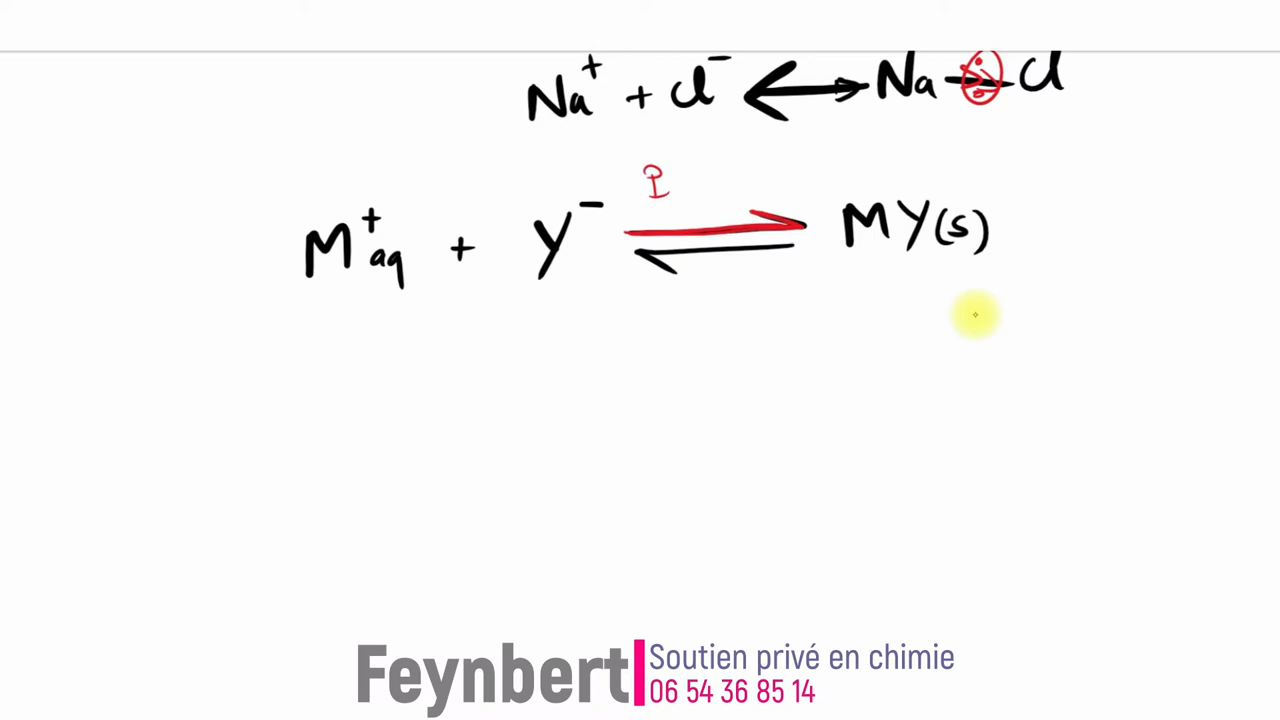 Na⁺ + Cl⁻ ⟷ Na — Cl
P
M⁺aq + Y⁻ ⇌ MY(s)
Feynbert
Soutien privé en chimie
06 54 36 85 14